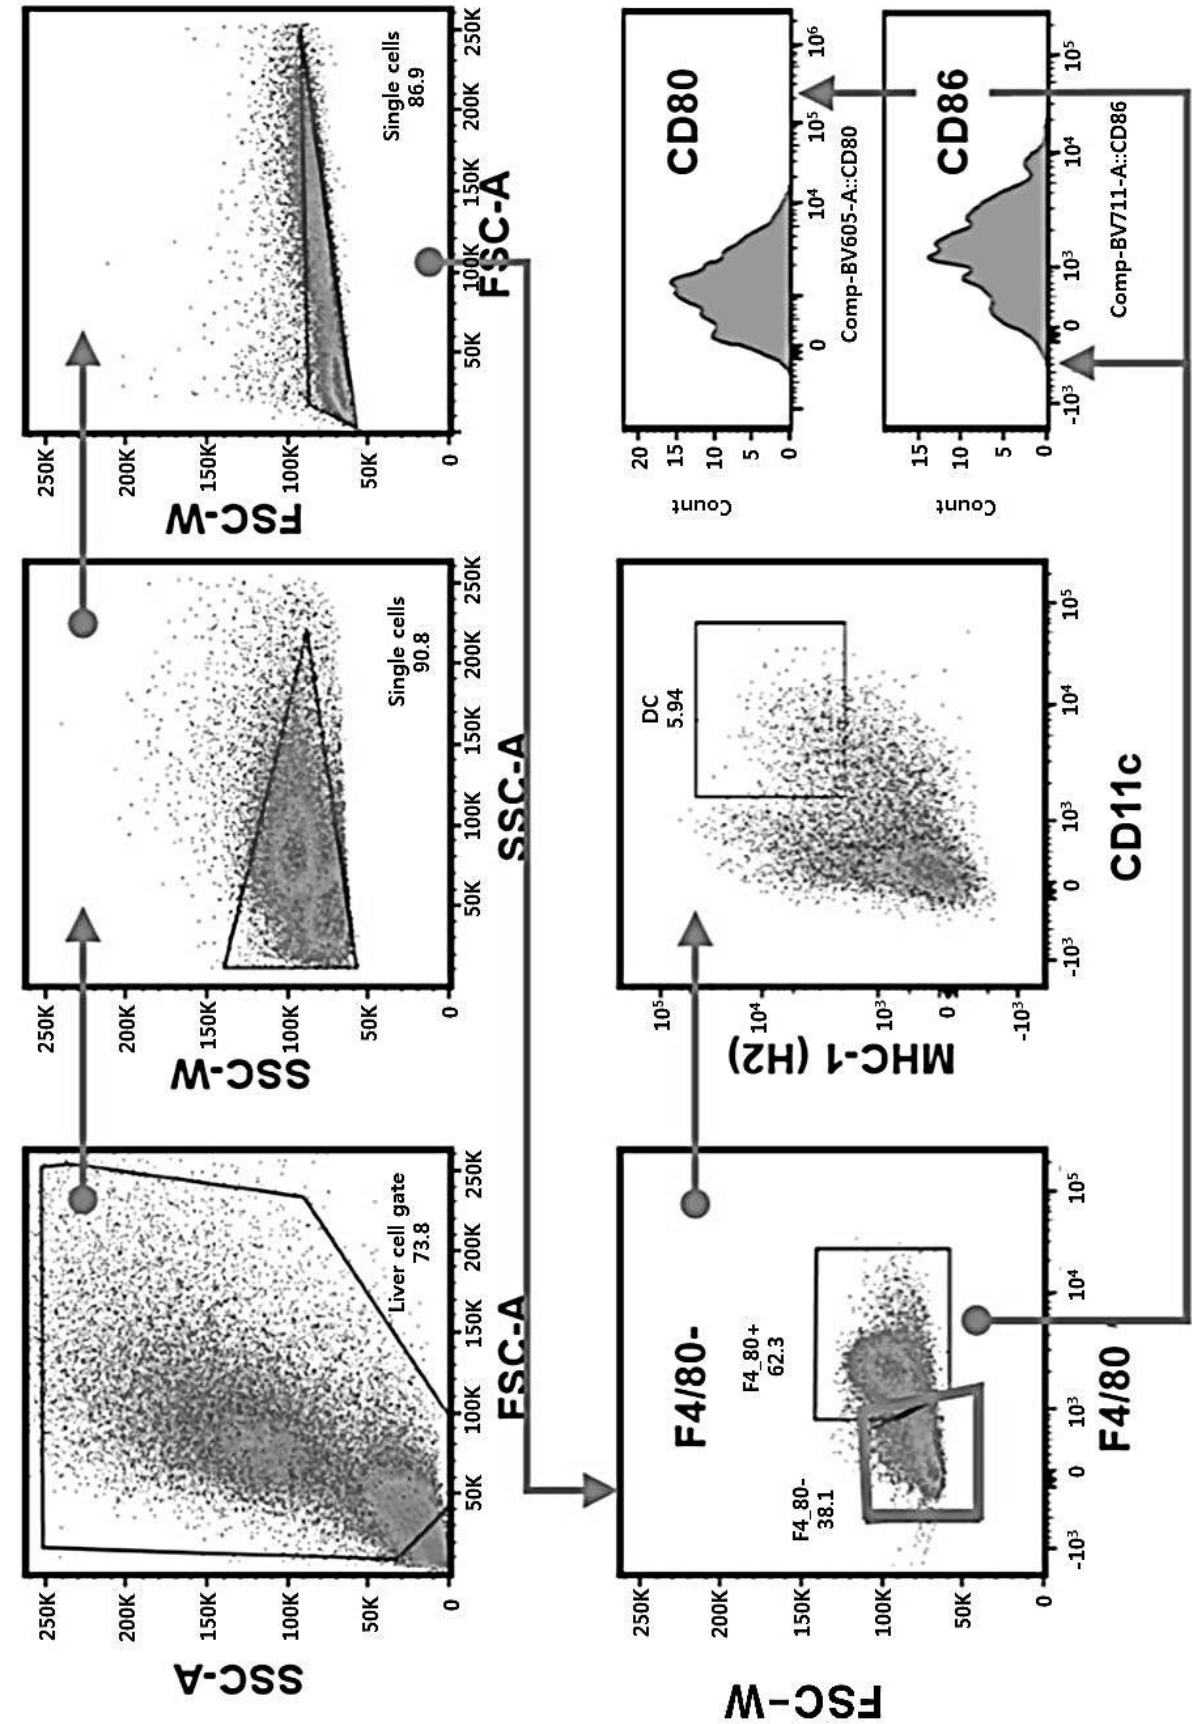 SSC-A
250K
200K
150K
100K
50K
0
Liver cell gate
73.8
50K
100K
150K
200K
250K
FSC-A
SSC-W
250K
200K
150K
100K
50K
0
Single cells
90.8
50K
100K
150K
200K
250K
SSC-A
FSC-W
250K
200K
150K
100K
50K
0
Single cells
86.9
50K
100K
150K
200K
250K
FSC-A
FSC-W
250K
200K
150K
100K
50K
0
F4/80-
F4_80-
38.1
F4_80+
62.3
-10³
0
10³
10⁴
10⁵
F4/80
MHC-1 (H2)
10⁵
10⁴
10³
0
-10³
DC
5.94
-10³
0
10³
10⁴
10⁵
CD11c
Count
20
15
10
5
0
CD80
0
10⁴
10⁵
10⁶
Comp-BV605-A::CD80
Count
15
10
5
0
CD86
-10³
0
10³
10⁴
10⁵
Comp-BV711-A::CD86